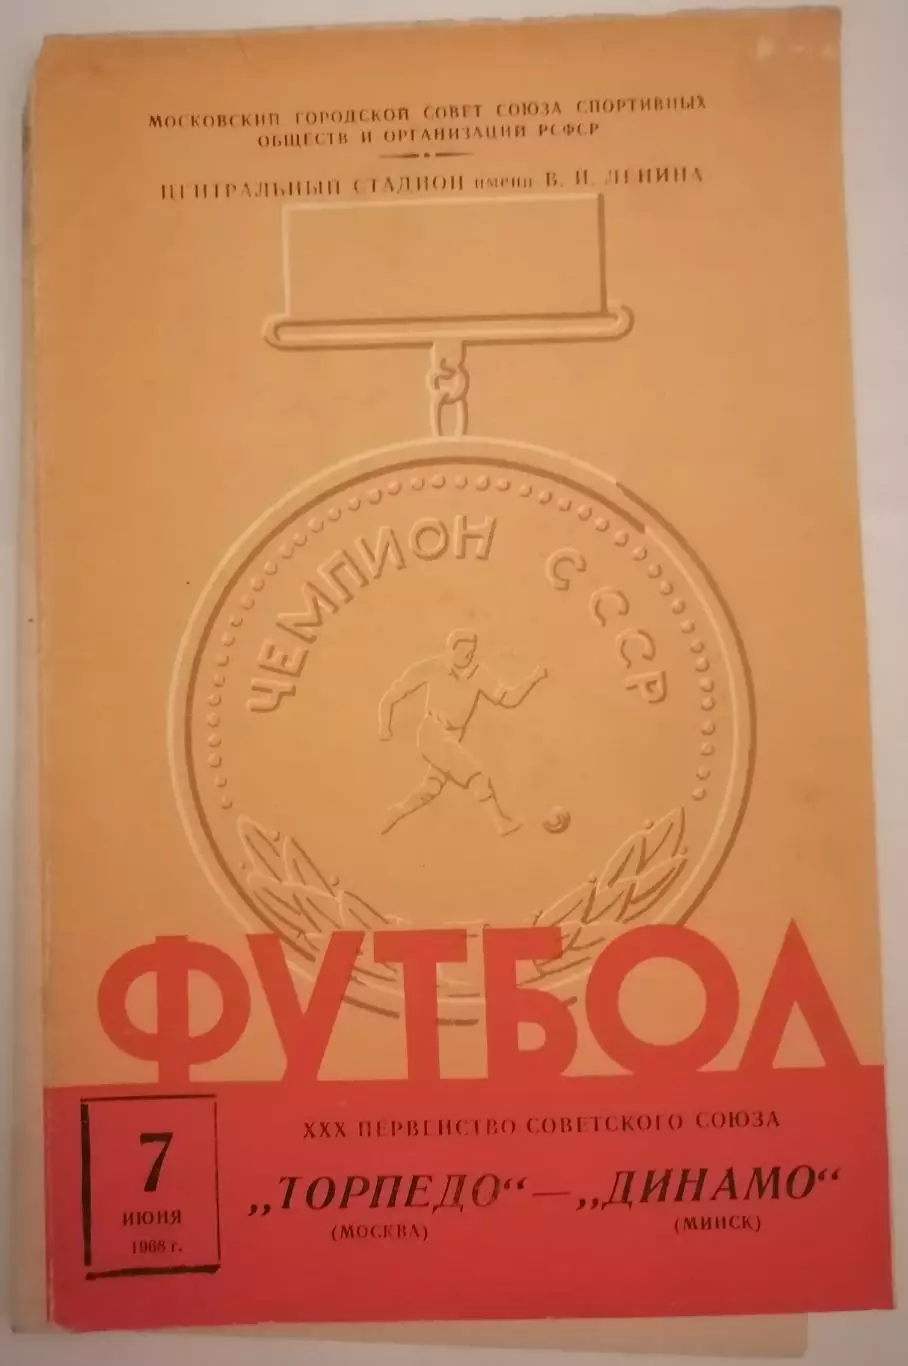 МОСКОВСКИЙ ГОРОДСКОЙ СОВЕТ СОЮЗА СПОРТИВНЫХ
ОБЩЕСТВ И ОРГАНИЗАЦИЙ РСФСР
ЦЕНТРАЛЬНЫЙ СТАДИОН имени В. И. ЛЕНИНА
ЧЕМПИОН СССР
ФУТБОЛ
7
ИЮНЯ
1968 г.
XXX ПЕРВЕНСТВО СОВЕТСКОГО СОЮЗА
„ТОРПЕДО“ — „ДИНАМО“
(МОСКВА) (МИНСК)